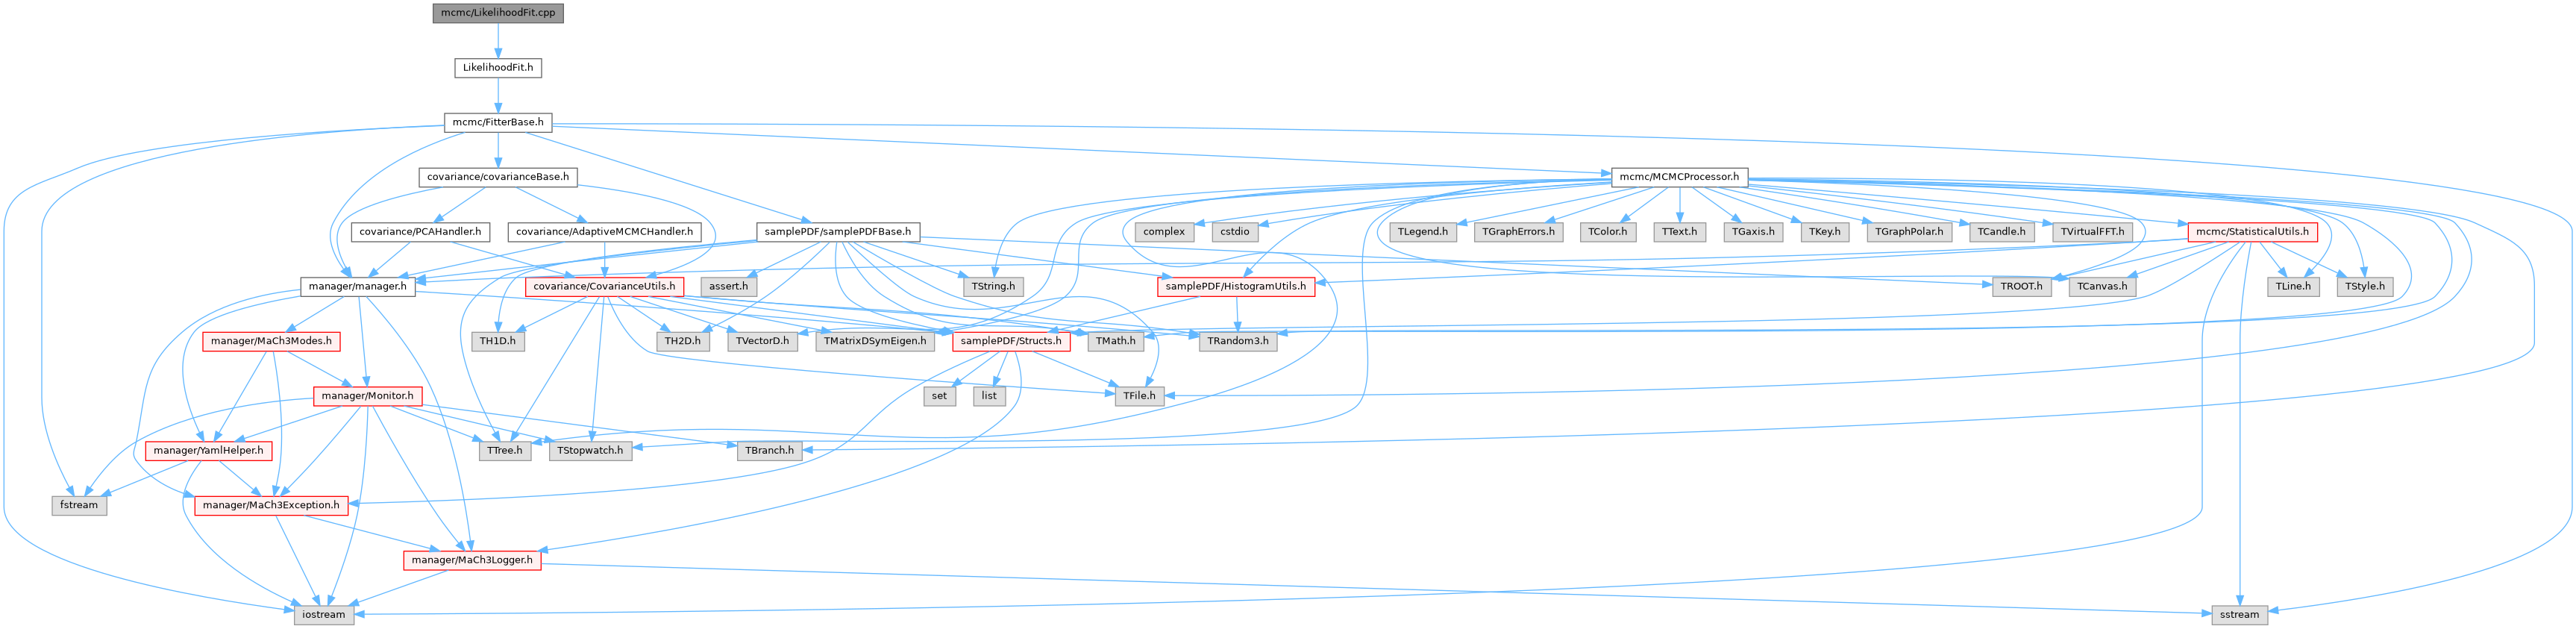 mcmc/LikelihoodFit.cpp
LikelihoodFit.h
mcmc/FitterBase.h
covariance/covarianceBase.h
mcmc/MCMCProcessor.h
covariance/PCAHandler.h
covariance/AdaptiveMCMCHandler.h
samplePDF/samplePDFBase.h
complex
cstdio
TLegend.h
TGraphErrors.h
TColor.h
TText.h
TGaxis.h
TKey.h
TGraphPolar.h
TCandle.h
TVirtualFFT.h
mcmc/StatisticalUtils.h
manager/manager.h
covariance/CovarianceUtils.h
assert.h
TString.h
samplePDF/HistogramUtils.h
TROOT.h
TCanvas.h
TLine.h
TStyle.h
manager/MaCh3Modes.h
TH1D.h
TH2D.h
TVectorD.h
TMatrixDSymEigen.h
samplePDF/Structs.h
TMath.h
TRandom3.h
manager/Monitor.h
set
list
TFile.h
manager/YamlHelper.h
TTree.h
TStopwatch.h
TBranch.h
fstream
manager/MaCh3Exception.h
manager/MaCh3Logger.h
iostream
sstream